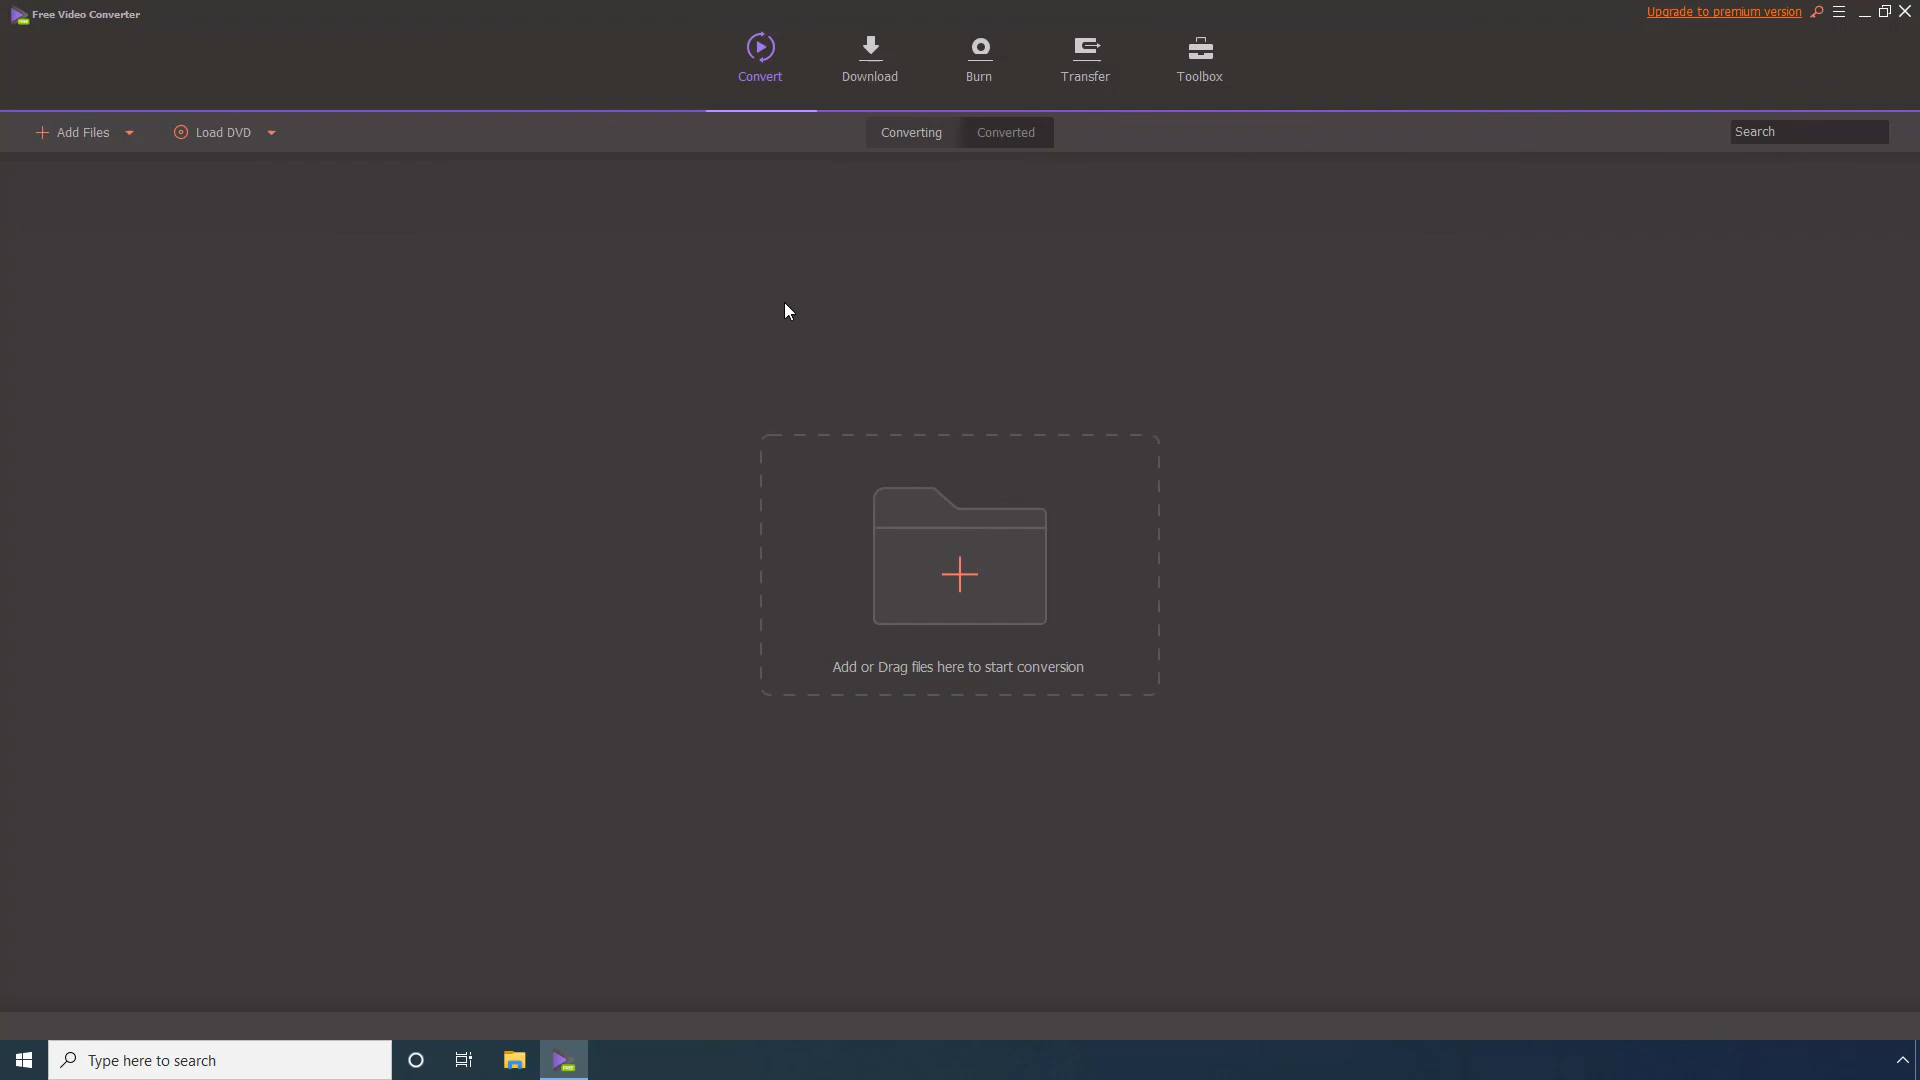 Free Video Converter
Upgrade to premium version
Convert
Download
Burn
Transfer
Toolbox
Add Files
Load DVD
Converting
Converted
Search
Add or Drag files here to start conversion
Type here to search